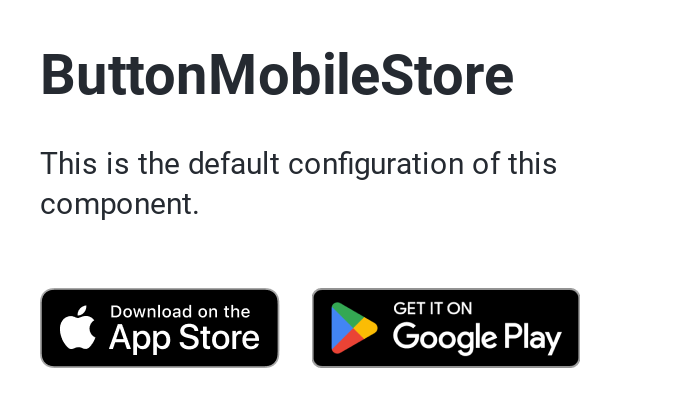 ButtonMobileStore
This is the default configuration of this
component.
Download on the
App Store
GET IT ON
Google Play